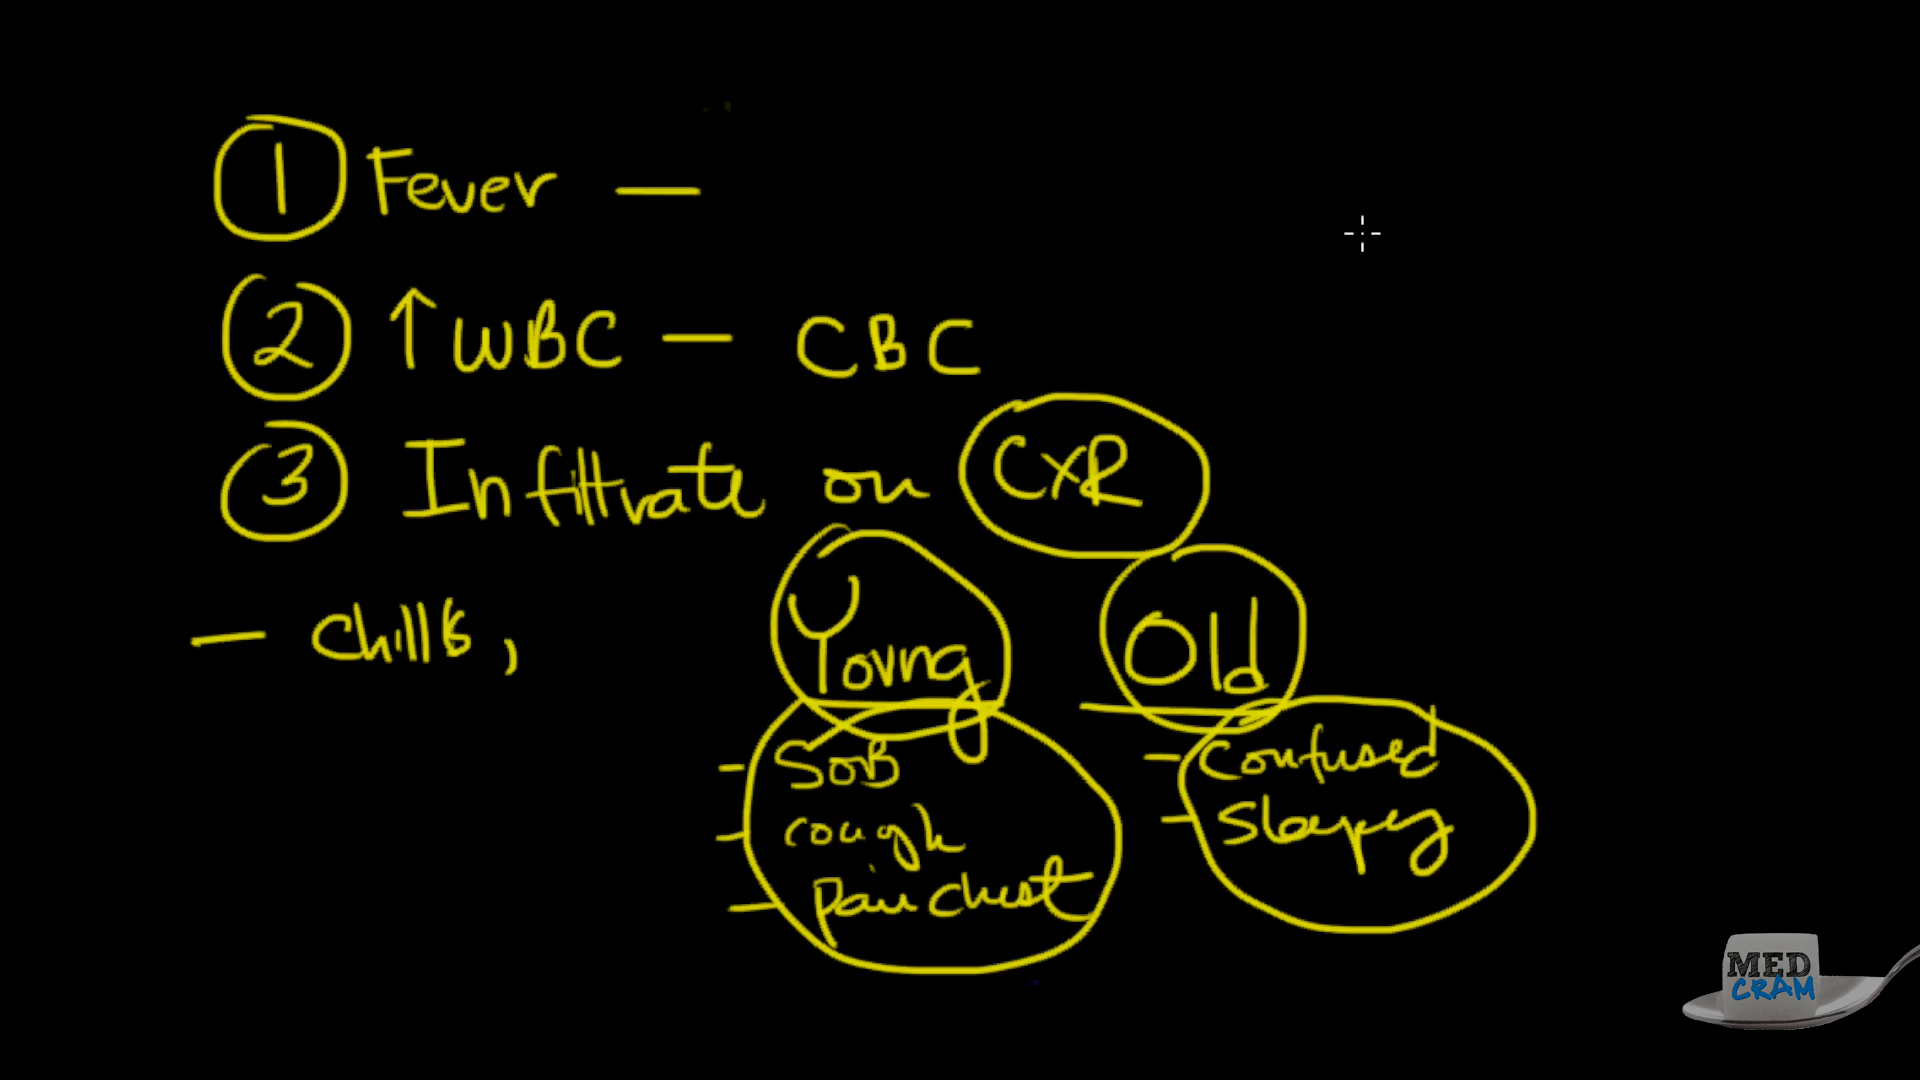 1 Fever —
2 ↑ WBC — CBC
3 Infiltrate on CXR
— Chills,
Young
- SOB
- cough
- Pain chest
Old
- Confused
- Sleepy
MED
CRAM